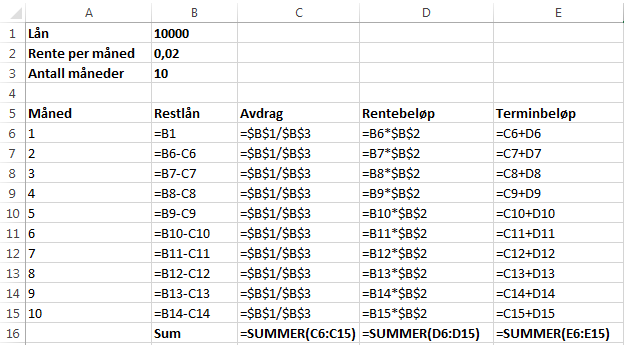 A B C D E
1 Lån 10000
2 Rente per måned 0,02
3 Antall måneder 10
4
5 Måned Restlån Avdrag Rentebeløp Terminbeløp
6 1 =B1 =$B$1/$B$3 =B6*$B$2 =C6+D6
7 2 =B6-C6 =$B$1/$B$3 =B7*$B$2 =C7+D7
8 3 =B7-C7 =$B$1/$B$3 =B8*$B$2 =C8+D8
9 4 =B8-C8 =$B$1/$B$3 =B9*$B$2 =C9+D9
10 5 =B9-C9 =$B$1/$B$3 =B10*$B$2 =C10+D10
11 6 =B10-C10 =$B$1/$B$3 =B11*$B$2 =C11+D11
12 7 =B11-C11 =$B$1/$B$3 =B12*$B$2 =C12+D12
13 8 =B12-C12 =$B$1/$B$3 =B13*$B$2 =C13+D13
14 9 =B13-C13 =$B$1/$B$3 =B14*$B$2 =C14+D14
15 10 =B14-C14 =$B$1/$B$3 =B15*$B$2 =C15+D15
16 Sum =SUMMER(C6:C15) =SUMMER(D6:D15) =SUMMER(E6:E15)